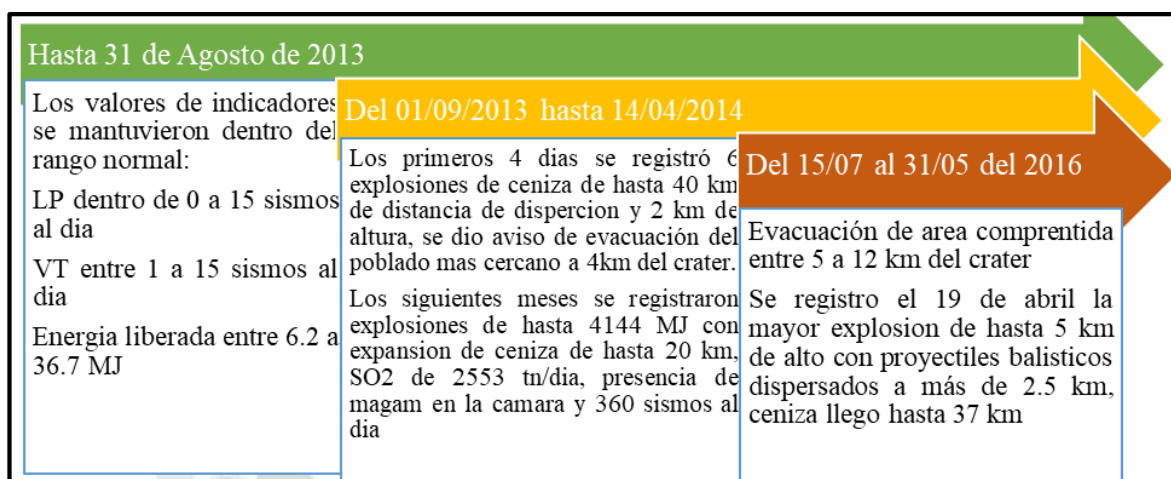 Hasta 31 de Agosto de 2013
Los valores de indicadores
se mantuvieron dentro del
rango normal:
LP dentro de 0 a 15 sismos
al dia
VT entre 1 a 15 sismos al
dia
Energia liberada entre 6.2 a
36.7 MJ
Del 01/09/2013 hasta 14/04/2014
Los primeros 4 dias se registró 6
explosiones de ceniza de hasta 40 km
de distancia de dispercion y 2 km de
altura, se dio aviso de evacuación del
poblado mas cercano a 4km del crater.
Los siguientes meses se registraron
explosiones de hasta 4144 MJ con
expansion de ceniza de hasta 20 km,
SO2 de 2553 tn/dia, presencia de
magam en la camara y 360 sismos al
dia
Del 15/07 al 31/05 del 2016
Evacuación de area comprentida
entre 5 a 12 km del crater
Se registro el 19 de abril la
mayor explosion de hasta 5 km
de alto con proyectiles balisticos
dispersados a más de 2.5 km,
ceniza llego hasta 37 km